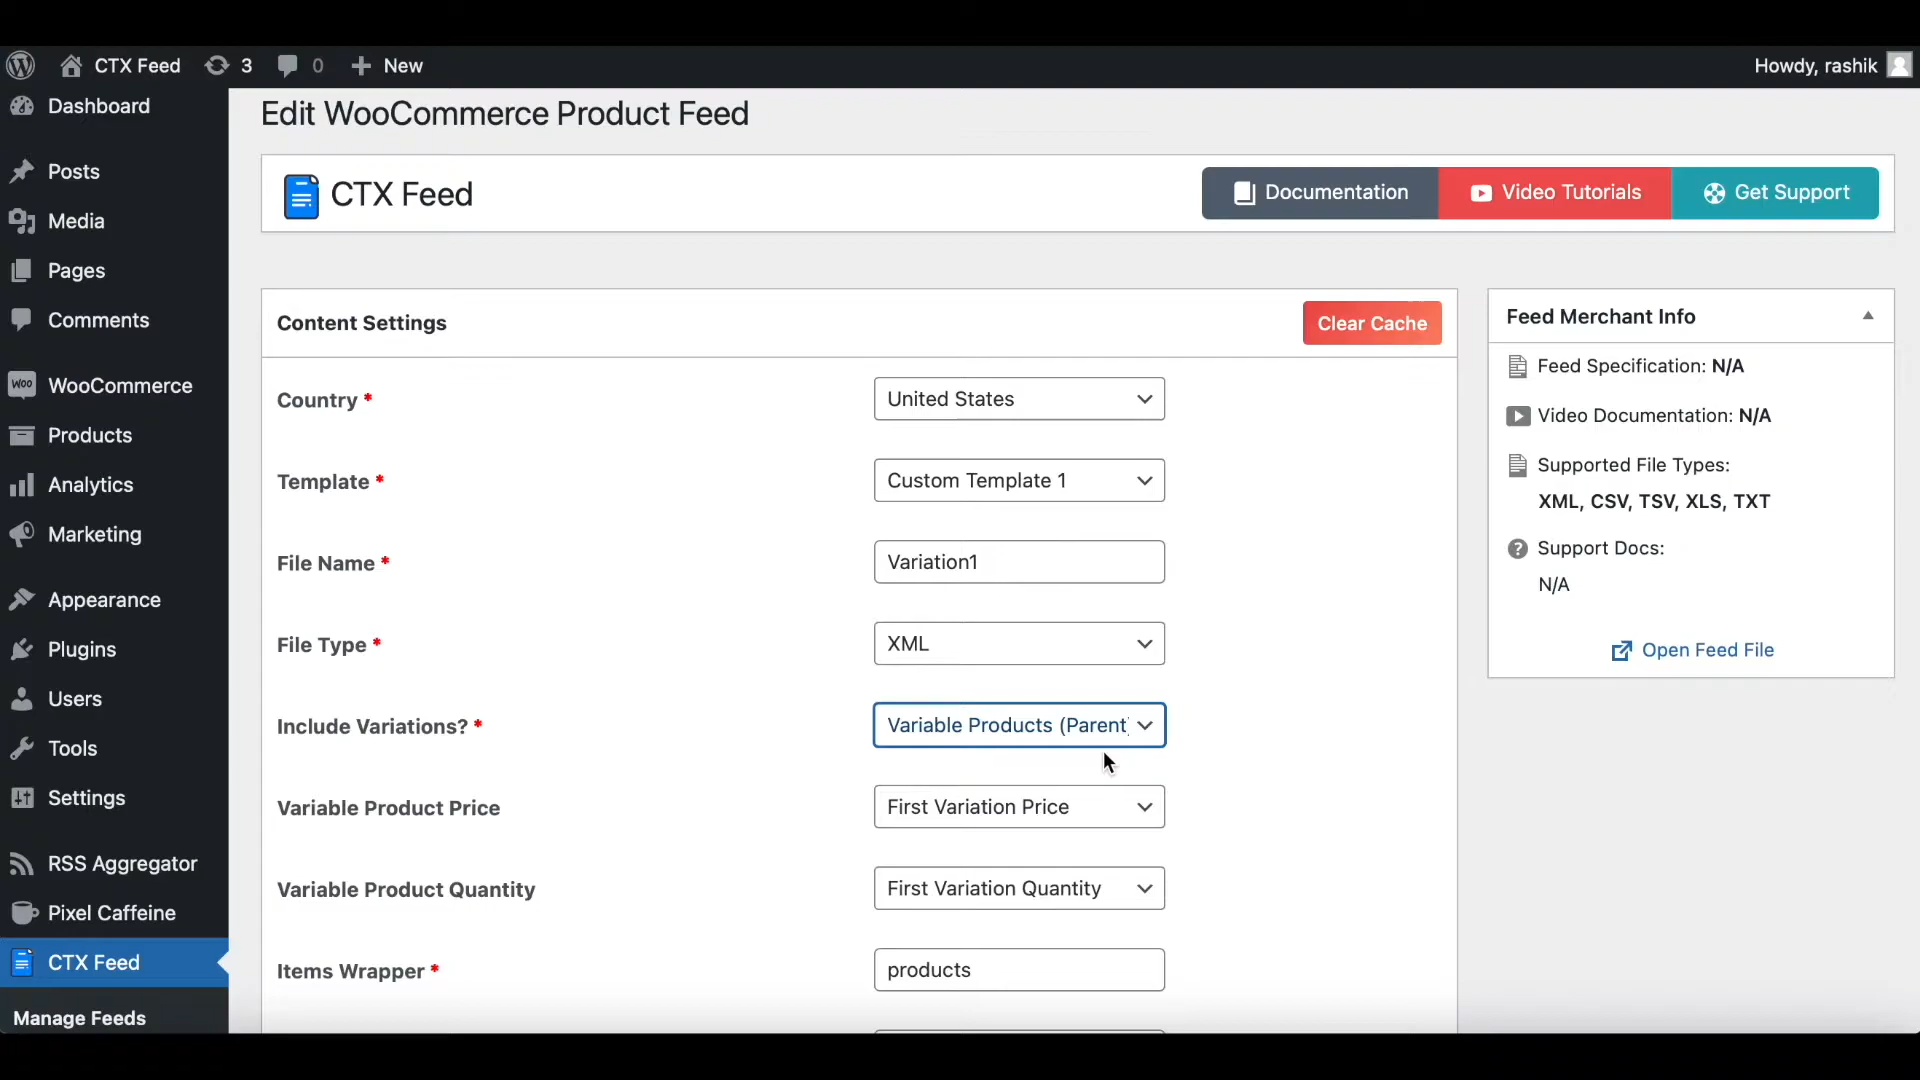 CTX Feed 3 0 New Howdy, rashik
Dashboard
Posts
Media
Pages
Comments
WOO WooCommerce
Products
Analytics
Marketing
Appearance
Plugins
Users
Tools
Settings
RSS Aggregator
Pixel Caffeine
CTX Feed
Manage Feeds
Edit WooCommerce Product Feed
CTX Feed
Documentation Video Tutorials Get Support
Content Settings Clear Cache
Country * United States
Template * Custom Template 1
File Name * Variation1
File Type * XML
Include Variations? * Variable Products (Parent)
Variable Product Price First Variation Price
Variable Product Quantity First Variation Quantity
Items Wrapper * products
Feed Merchant Info
Feed Specification: N/A
Video Documentation: N/A
Supported File Types:
XML, CSV, TSV, XLS, TXT
Support Docs:
N/A
Open Feed File